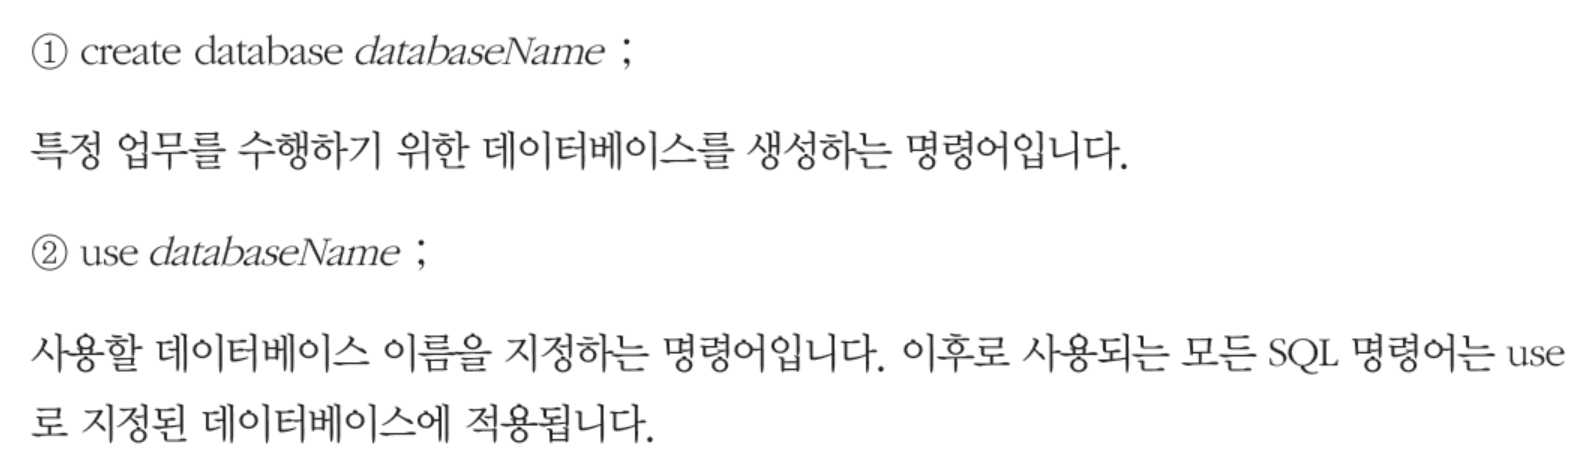 ① create database databaseName ;
특정 업무를 수행하기 위한 데이터베이스를 생성하는 명령어입니다.
② use databaseName ;
사용할 데이터베이스 이름을 지정하는 명령어입니다. 이후로 사용되는 모든 SQL 명령어는 use
로 지정된 데이터베이스에 적용됩니다.